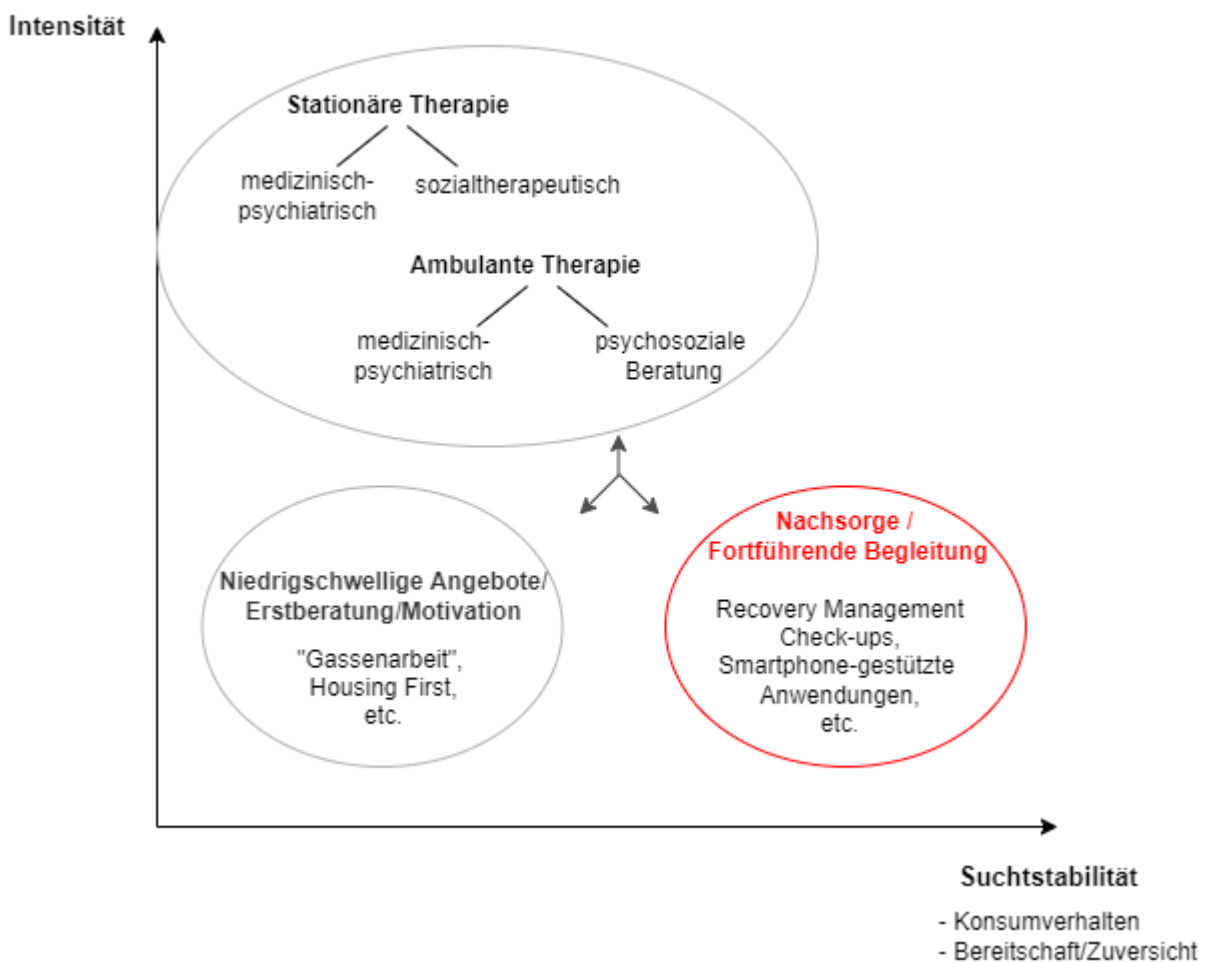 Intensität
Stationäre Therapie
medizinisch-
psychiatrisch
sozialtherapeutisch
Ambulante Therapie
medizinisch-
psychiatrisch
psychosoziale
Beratung
Niedrigschwellige Angebote/
Erstberatung/Motivation
"Gassenarbeit",
Housing First,
etc.
Nachsorge /
Fortführende Begleitung
Recovery Management
Check-ups,
Smartphone-gestützte
Anwendungen,
etc.
Suchtstabilität
- Konsumverhalten
- Bereitschaft/Zuversicht